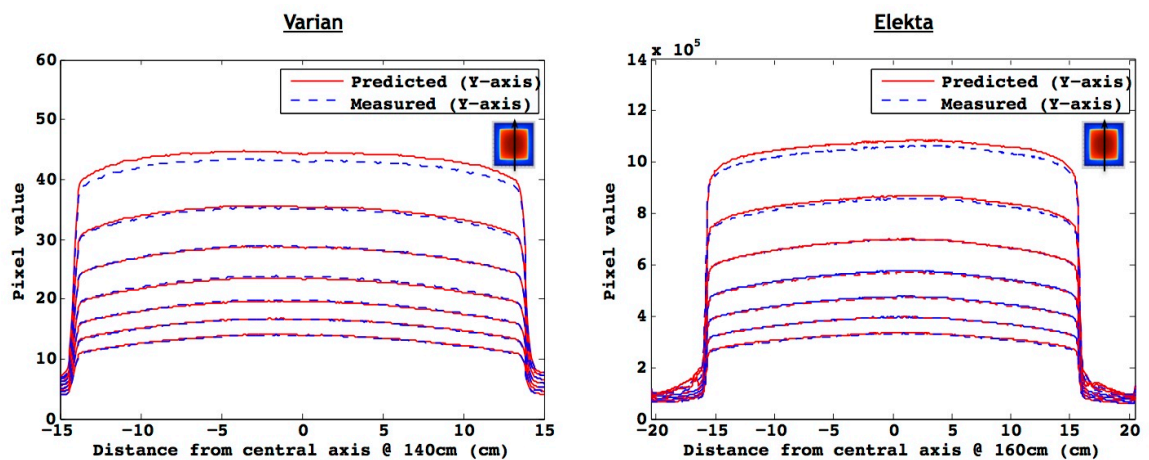 Varian
60
50
40
30
20
10
0
Pixel value
Predicted (Y-axis)
Measured (Y-axis)
−15 −10 −5 0 5 10 15
Distance from central axis @ 140cm (cm)
Elekta
14 x 10⁵
12
10
8
6
4
2
0
Pixel value
Predicted (Y-axis)
Measured (Y-axis)
−20 −15 −10 −5 0 5 10 15 20
Distance from central axis @ 160cm (cm)